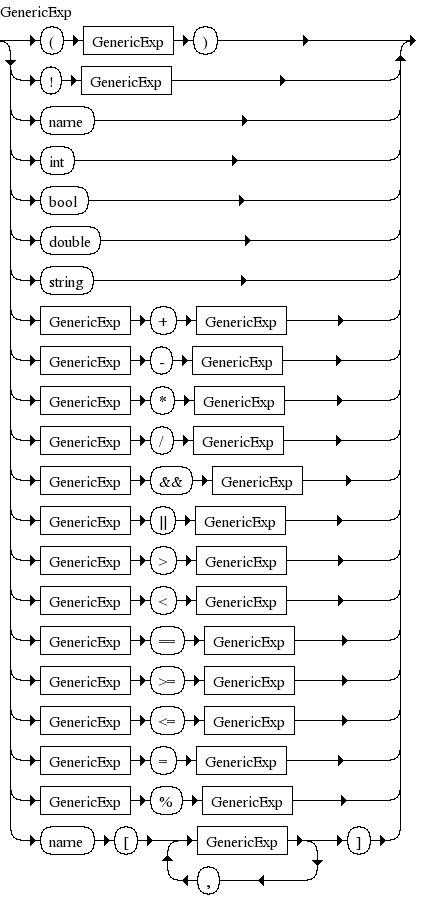 GenericExp
( GenericExp )
! GenericExp
name
int
bool
double
string
GenericExp + GenericExp
GenericExp - GenericExp
GenericExp * GenericExp
GenericExp / GenericExp
GenericExp && GenericExp
GenericExp || GenericExp
GenericExp > GenericExp
GenericExp < GenericExp
GenericExp == GenericExp
GenericExp >= GenericExp
GenericExp <= GenericExp
GenericExp = GenericExp
GenericExp % GenericExp
name [ GenericExp ]
,